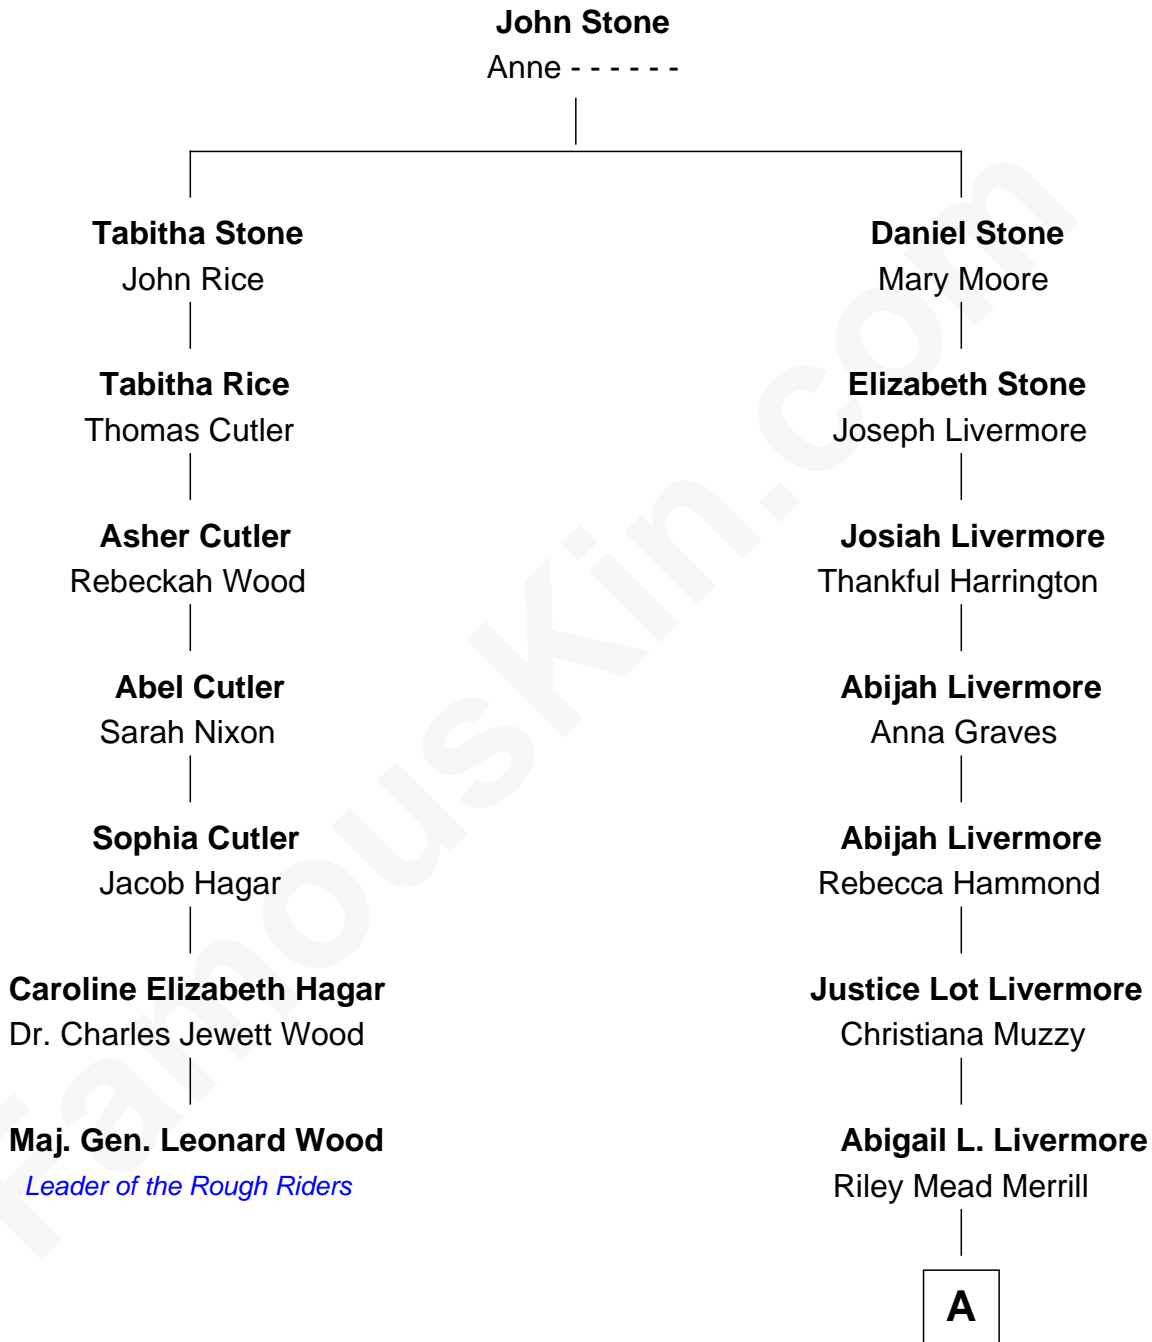 John Stone
Anne - - - - - -
Tabitha Stone
John Rice
Daniel Stone
Mary Moore
Tabitha Rice
Thomas Cutler
Elizabeth Stone
Joseph Livermore
Asher Cutler
Rebeckah Wood
Josiah Livermore
Thankful Harrington
Abel Cutler
Sarah Nixon
Abijah Livermore
Anna Graves
Sophia Cutler
Jacob Hagar
Abijah Livermore
Rebecca Hammond
Caroline Elizabeth Hagar
Dr. Charles Jewett Wood
Justice Lot Livermore
Christiana Muzzy
Maj. Gen. Leonard Wood
Leader of the Rough Riders
Abigail L. Livermore
Riley Mead Merrill
A
FamousKin.com